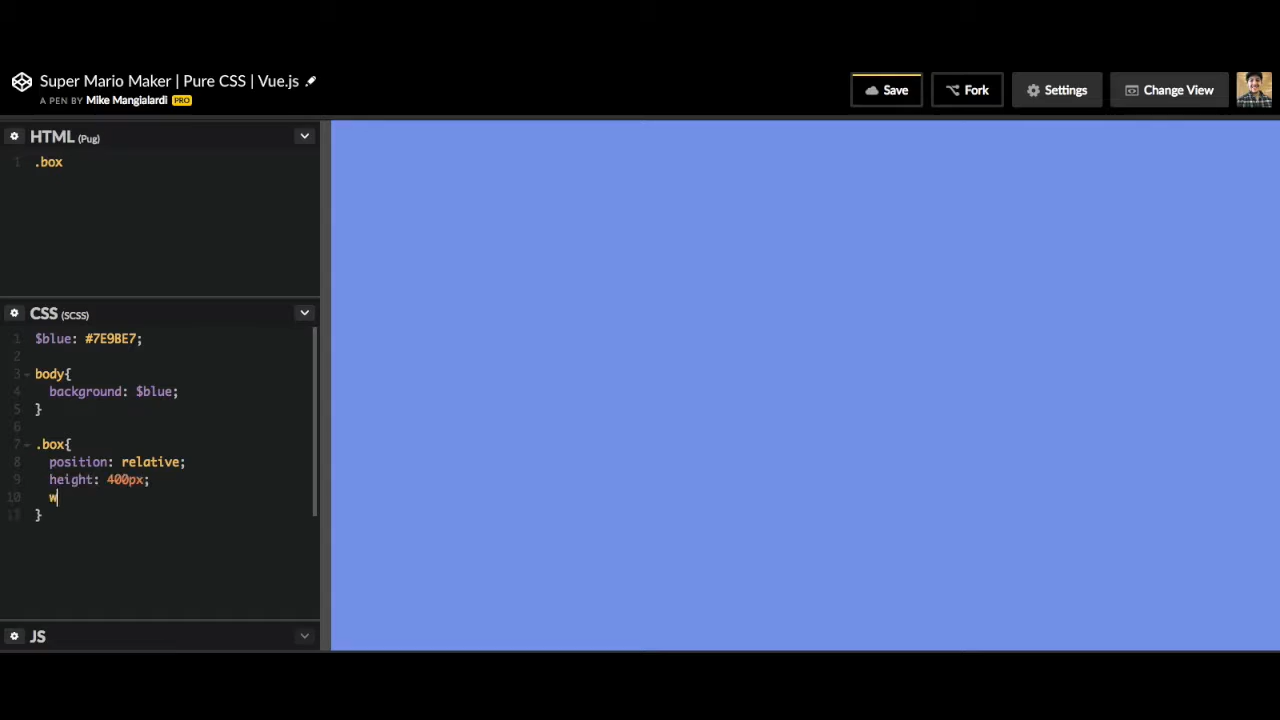 Super Mario Maker | Pure CSS | Vue.js
A PEN BY Mike Mangialardi PRO
Save
Fork
Settings
Change View
HTML (Pug)
1 .box
CSS (SCSS)
1 $blue: #7E9BE7;
2
3 body{
4 background: $blue;
5 }
6
7 .box{
8 position: relative;
9 height: 400px;
10 w
11 }
JS